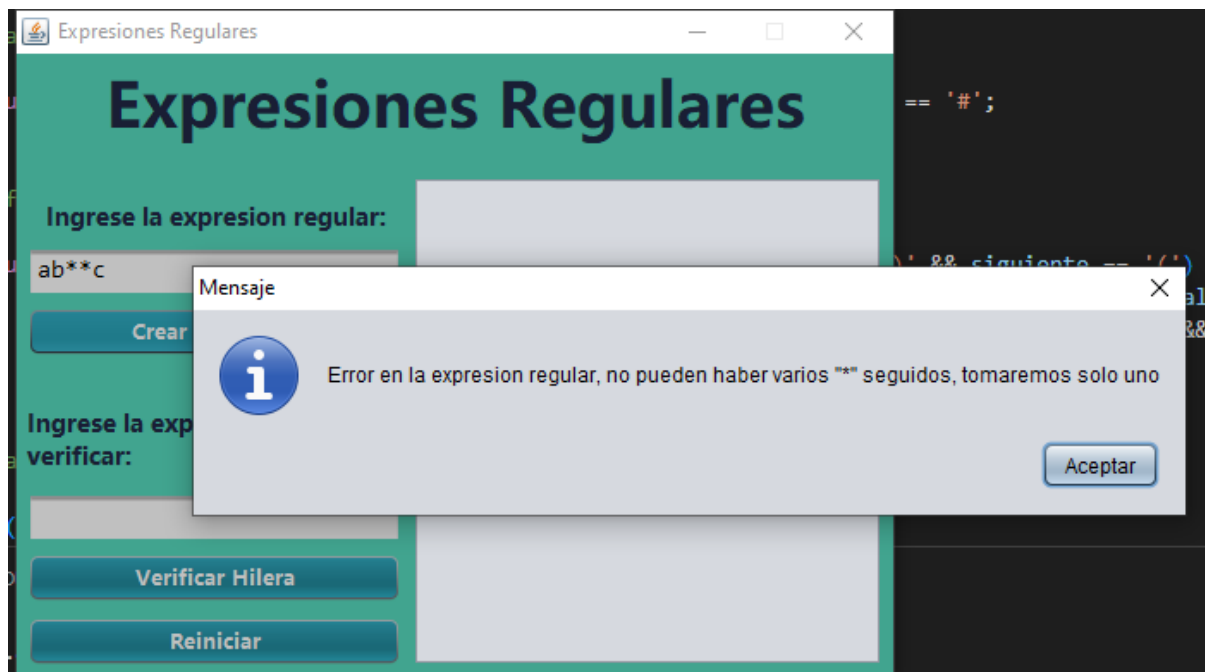 Expresiones Regulares
Expresiones Regulares
== '#';
Ingrese la expresion regular:
ab**c
&& siguiente == '(')
Mensaje
Crear
&&
Error en la expresion regular, no pueden haber varios "*" seguidos, tomaremos solo uno
Ingrese la exp
verificar:
Aceptar
Verificar Hilera
Reiniciar